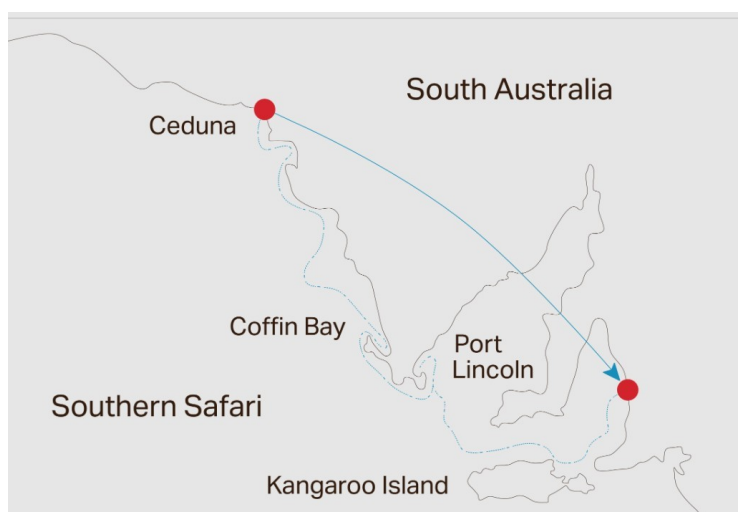 South Australia
Ceduna
Coffin Bay
Port
Lincoln
Southern Safari
Kangaroo Island